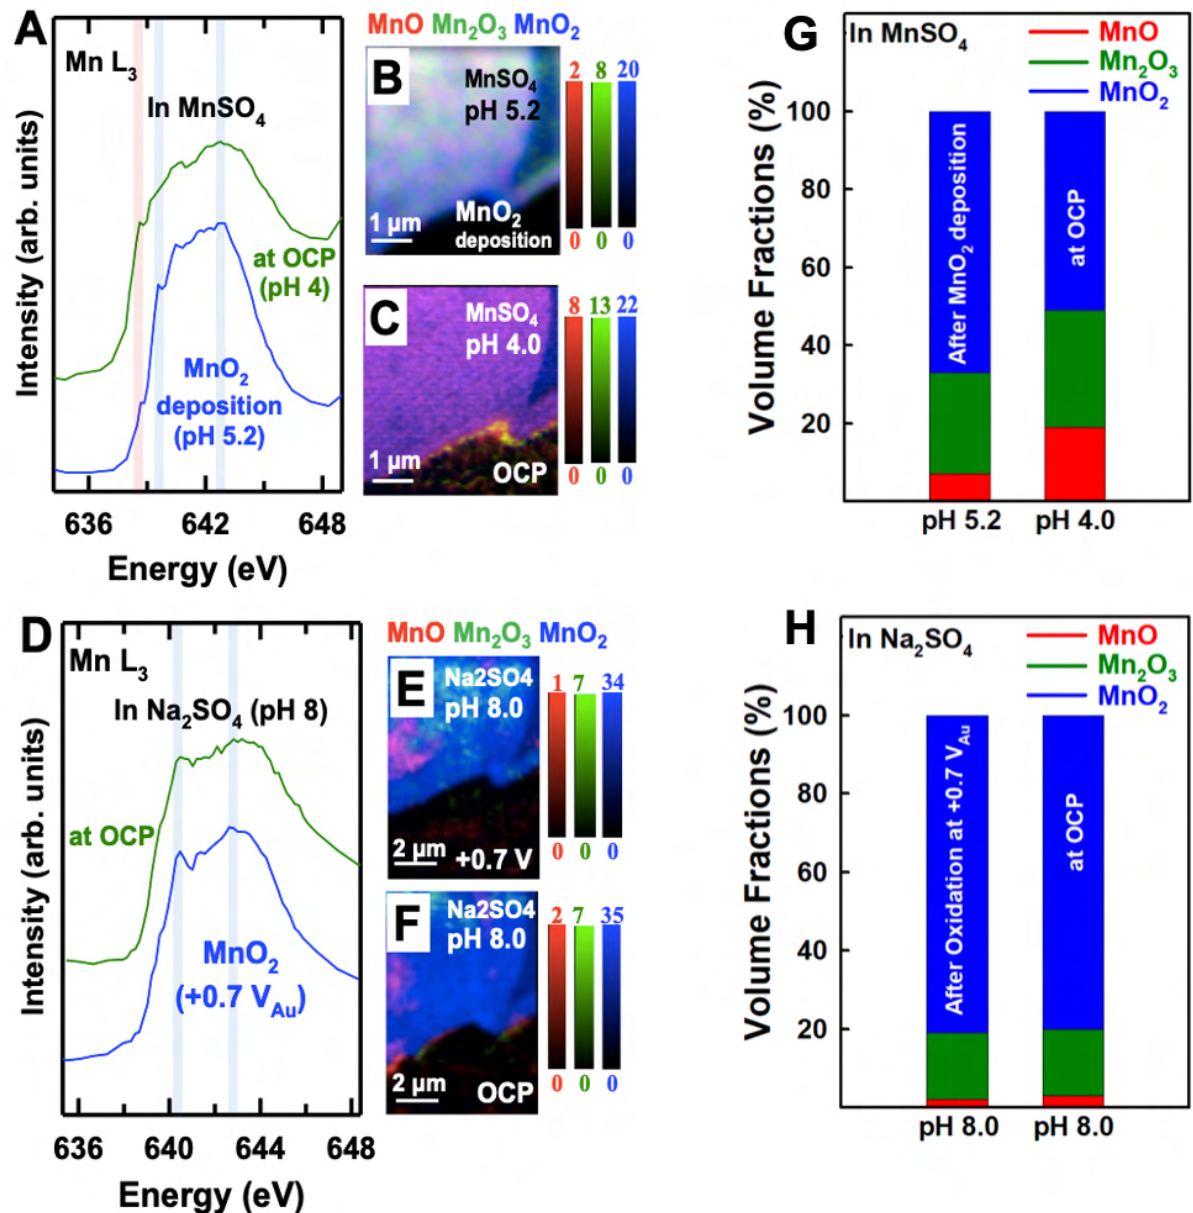 A
Mn L3
In MnSO4
at OCP
(pH 4)
MnO2
deposition
(pH 5.2)
Intensity (arb. units)
636 642 648
Energy (eV)
MnO Mn2O3 MnO2
B
MnSO4
pH 5.2
MnO2
deposition
1 µm
2 8 20
0 0 0
C
MnSO4
pH 4.0
1 µm
OCP
8 13 22
0 0 0
G
In MnSO4
MnO
Mn2O3
MnO2
Volume Fractions (%)
100
80
60
40
20
After MnO2 deposition
at OCP
pH 5.2 pH 4.0
D
Mn L3
In Na2SO4 (pH 8)
at OCP
MnO2
(+0.7 VAu)
Intensity (arb. units)
636 640 644 648
Energy (eV)
MnO Mn2O3 MnO2
E
Na2SO4
pH 8.0
2 µm
+0.7 V
1 7 34
0 0 0
F
Na2SO4
pH 8.0
2 µm
OCP
2 7 35
0 0 0
H
In Na2SO4
MnO
Mn2O3
MnO2
Volume Fractions (%)
100
80
60
40
20
After Oxidation at +0.7 VAu
at OCP
pH 8.0 pH 8.0